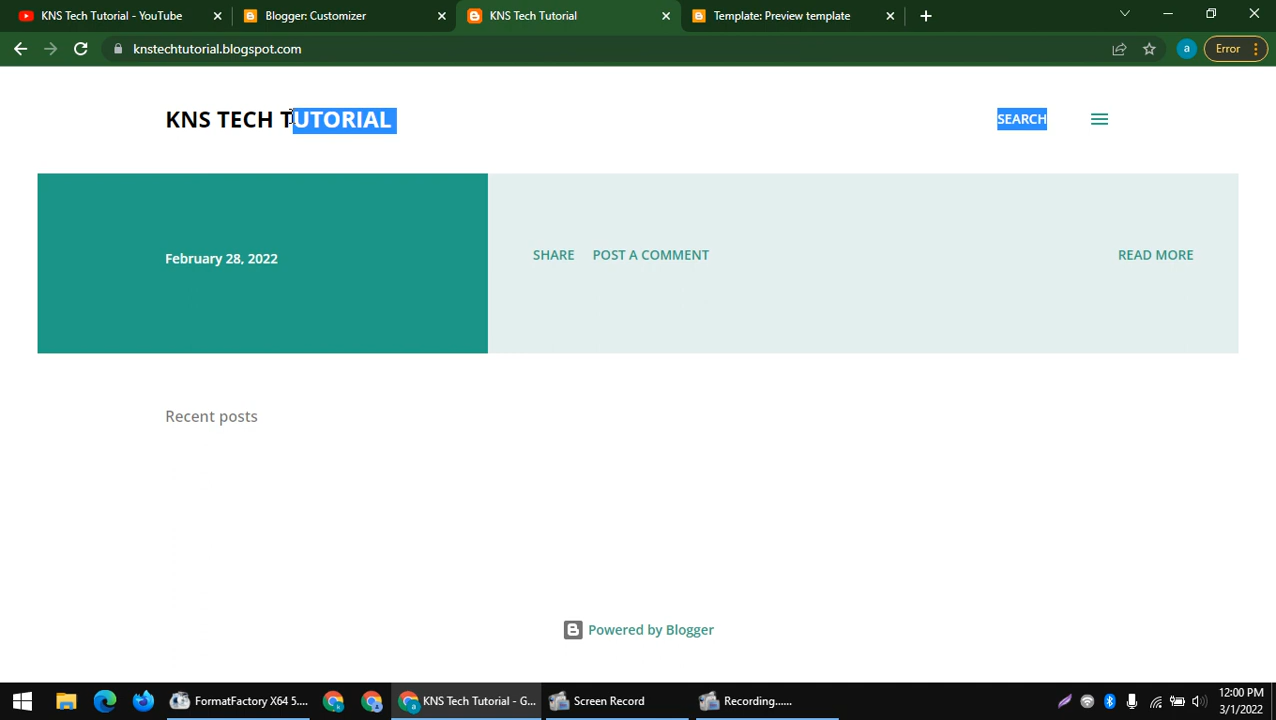 KNS Tech Tutorial - YouTube
Blogger: Customizer
KNS Tech Tutorial
Template: Preview template
knstechtutorial.blogspot.com
a
Error
KNS TECH TUTORIAL
SEARCH
February 28, 2022
SHARE
POST A COMMENT
READ MORE
Recent posts
Powered by Blogger
FormatFactory X64 5....
KNS Tech Tutorial - G...
Screen Record
Recording......
12:00 PM
3/1/2022